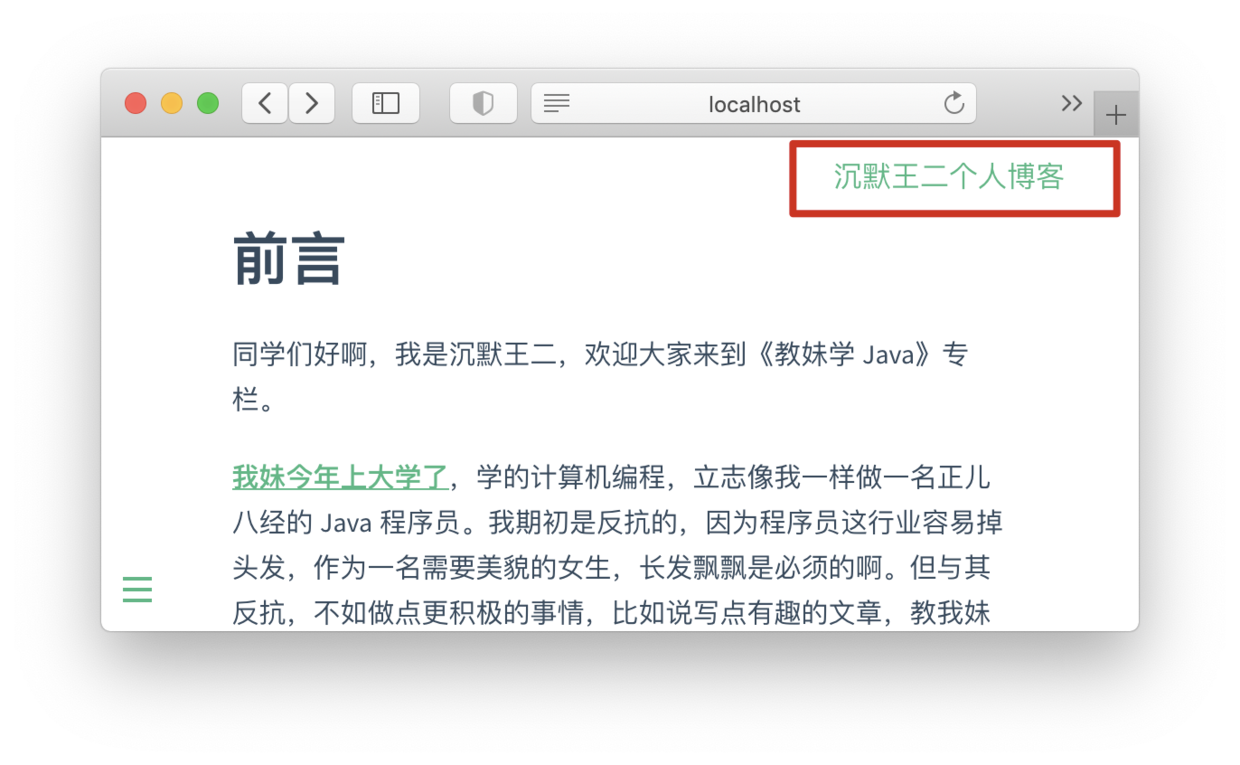 localhost
沉默王二个人博客
前言
同学们好啊，我是沉默王二，欢迎大家来到《教妹学 Java》专
栏。
我妹今年上大学了，学的计算机编程，立志像我一样做一名正儿
八经的 Java 程序员。我期初是反抗的，因为程序员这行业容易掉
头发，作为一名需要美貌的女生，长发飘飘是必须的啊。但与其
反抗，不如做点更积极的事情，比如说写点有趣的文章，教我妹